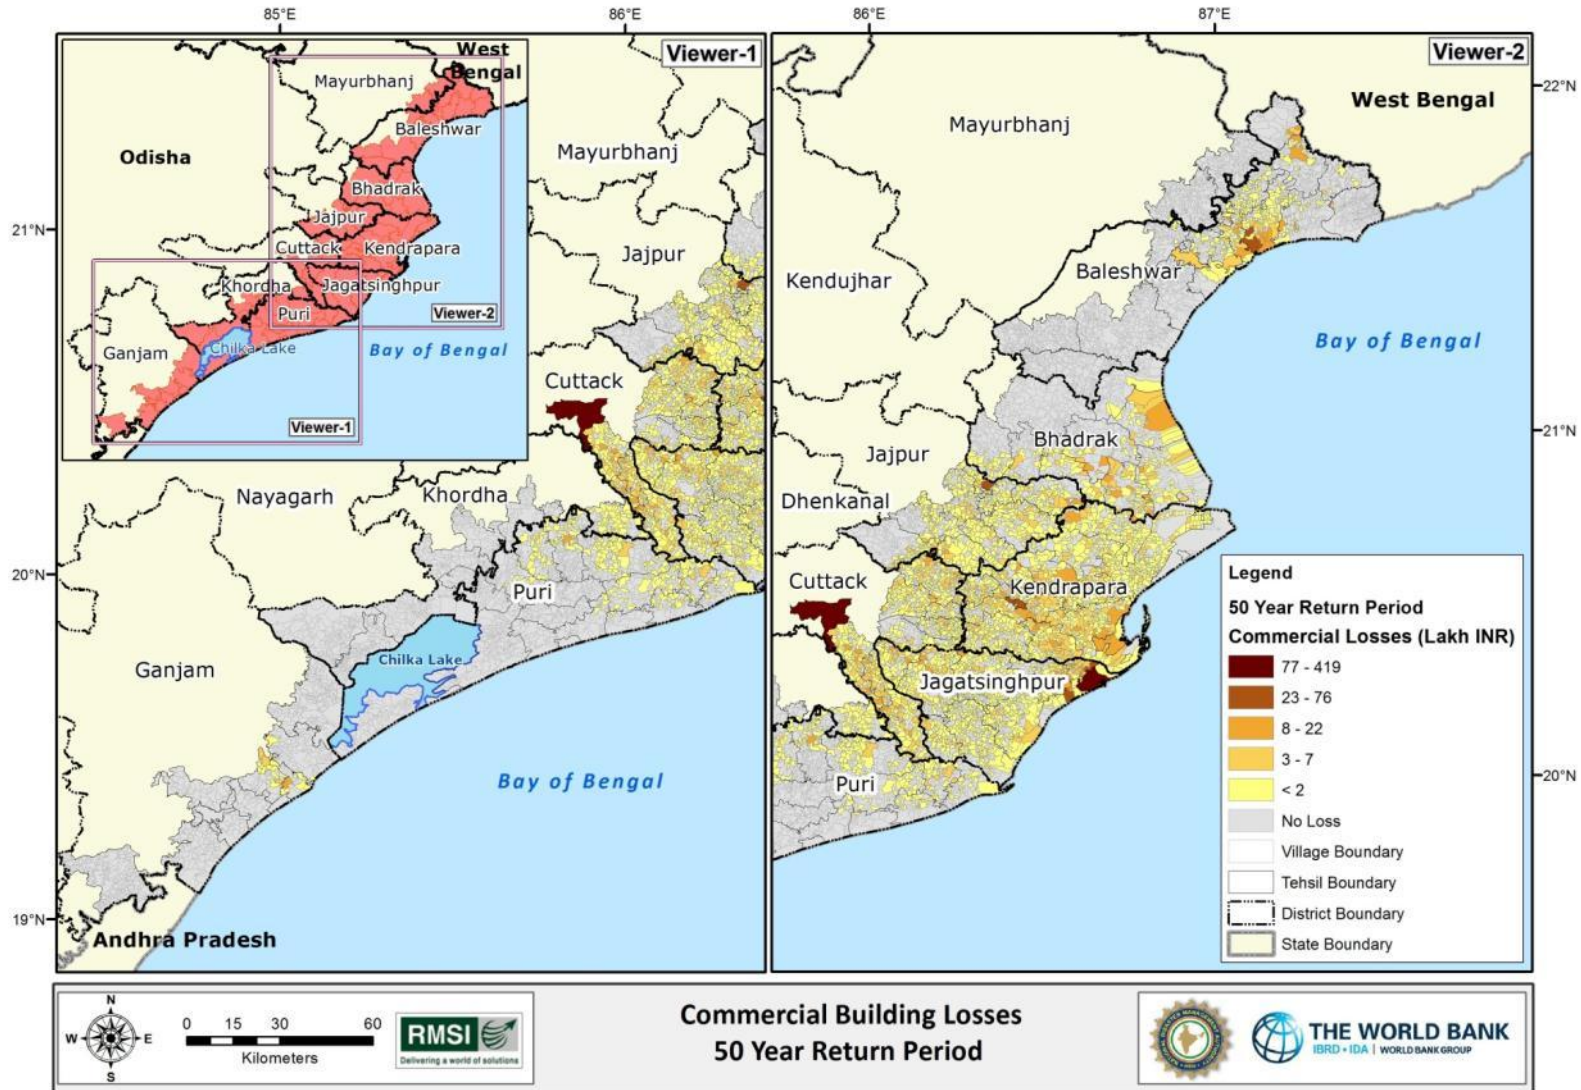 85°E
86°E
86°E
87°E
22°N
21°N
20°N
21°N
20°N
19°N
West
Bengal
Mayurbhanj
Baleshwar
Odisha
Bhadrak
Jajpur
Cuttack
Kendrapara
Khordha
Jagatsinghpur
Puri
Viewer-2
Ganjam
Chilka Lake
Bay of Bengal
Viewer-1
Viewer-1
Mayurbhanj
Jajpur
Cuttack
Nayagarh
Khordha
Puri
Ganjam
Chilka Lake
Bay of Bengal
Andhra Pradesh
Viewer-2
West Bengal
Mayurbhanj
Baleshwar
Kendujhar
Bay of Bengal
Bhadrak
Jajpur
Dhenkanal
Cuttack
Kendrapara
Jagatsinghpur
Puri
Legend
50 Year Return Period
Commercial Losses (Lakh INR)
77 - 419
23 - 76
8 - 22
3 - 7
< 2
No Loss
Village Boundary
Tehsil Boundary
District Boundary
State Boundary
N
W
E
S
0 15 30 60
Kilometers
RMSI
Delivering a world of solutions
Commercial Building Losses
50 Year Return Period
THE WORLD BANK
IBRD • IDA | WORLD BANK GROUP